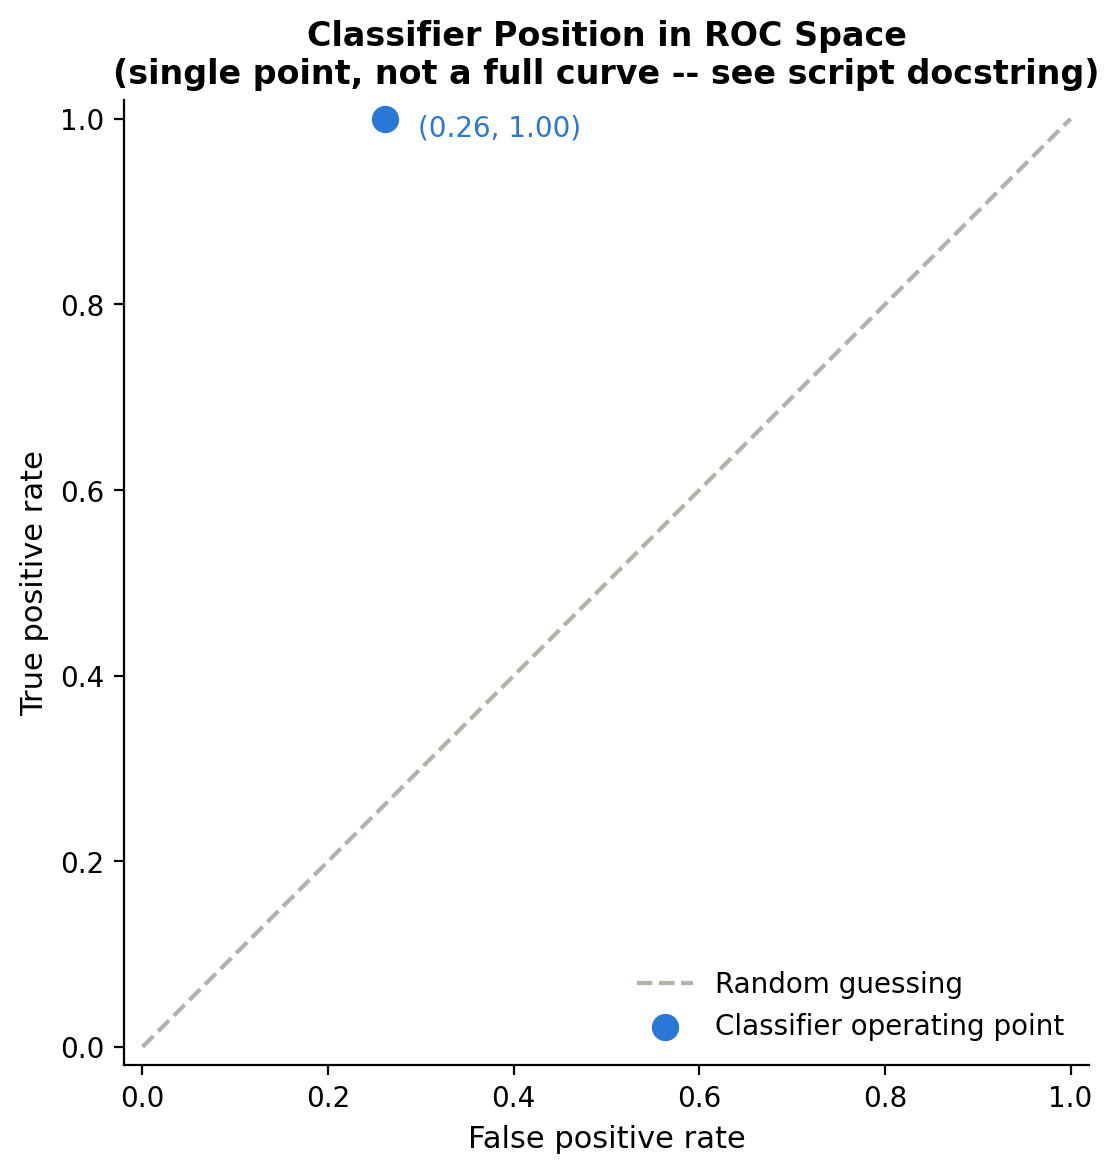 Classifier Position in ROC Space
(single point, not a full curve -- see script docstring)
1.0
(0.26, 1.00)
0.8
0.6
0.4
0.2
0.0
True positive rate
Random guessing
Classifier operating point
0.0 0.2 0.4 0.6 0.8 1.0
False positive rate